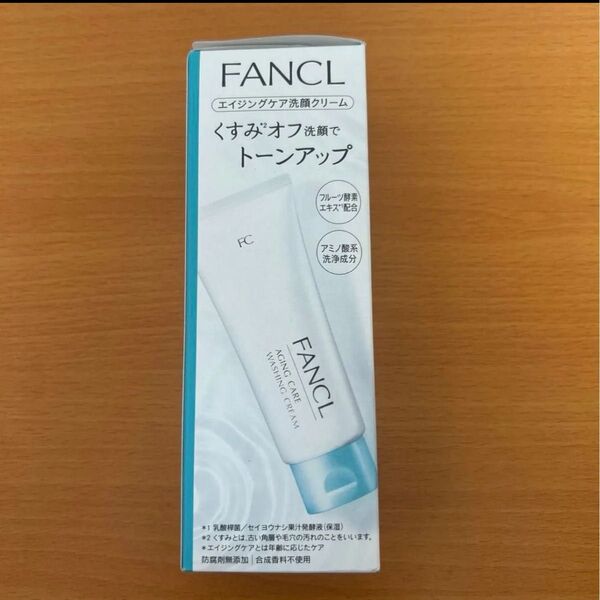 FANCL
エイジングケア洗顔クリーム
くすみ*2オフ洗顔で
トーンアップ
フルーツ酵素
エキス*1配合
アミノ酸系
洗浄成分
FC
FANCL
AGING CARE
WASHING CREAM
*1 乳酸桿菌/セイヨウナシ果汁発酵液(保湿)
*2 くすみとは、古い角層や毛穴の汚れのことをいいます。
*エイジングケアとは年齢に応じたケア
防腐剤無添加|合成香料不使用